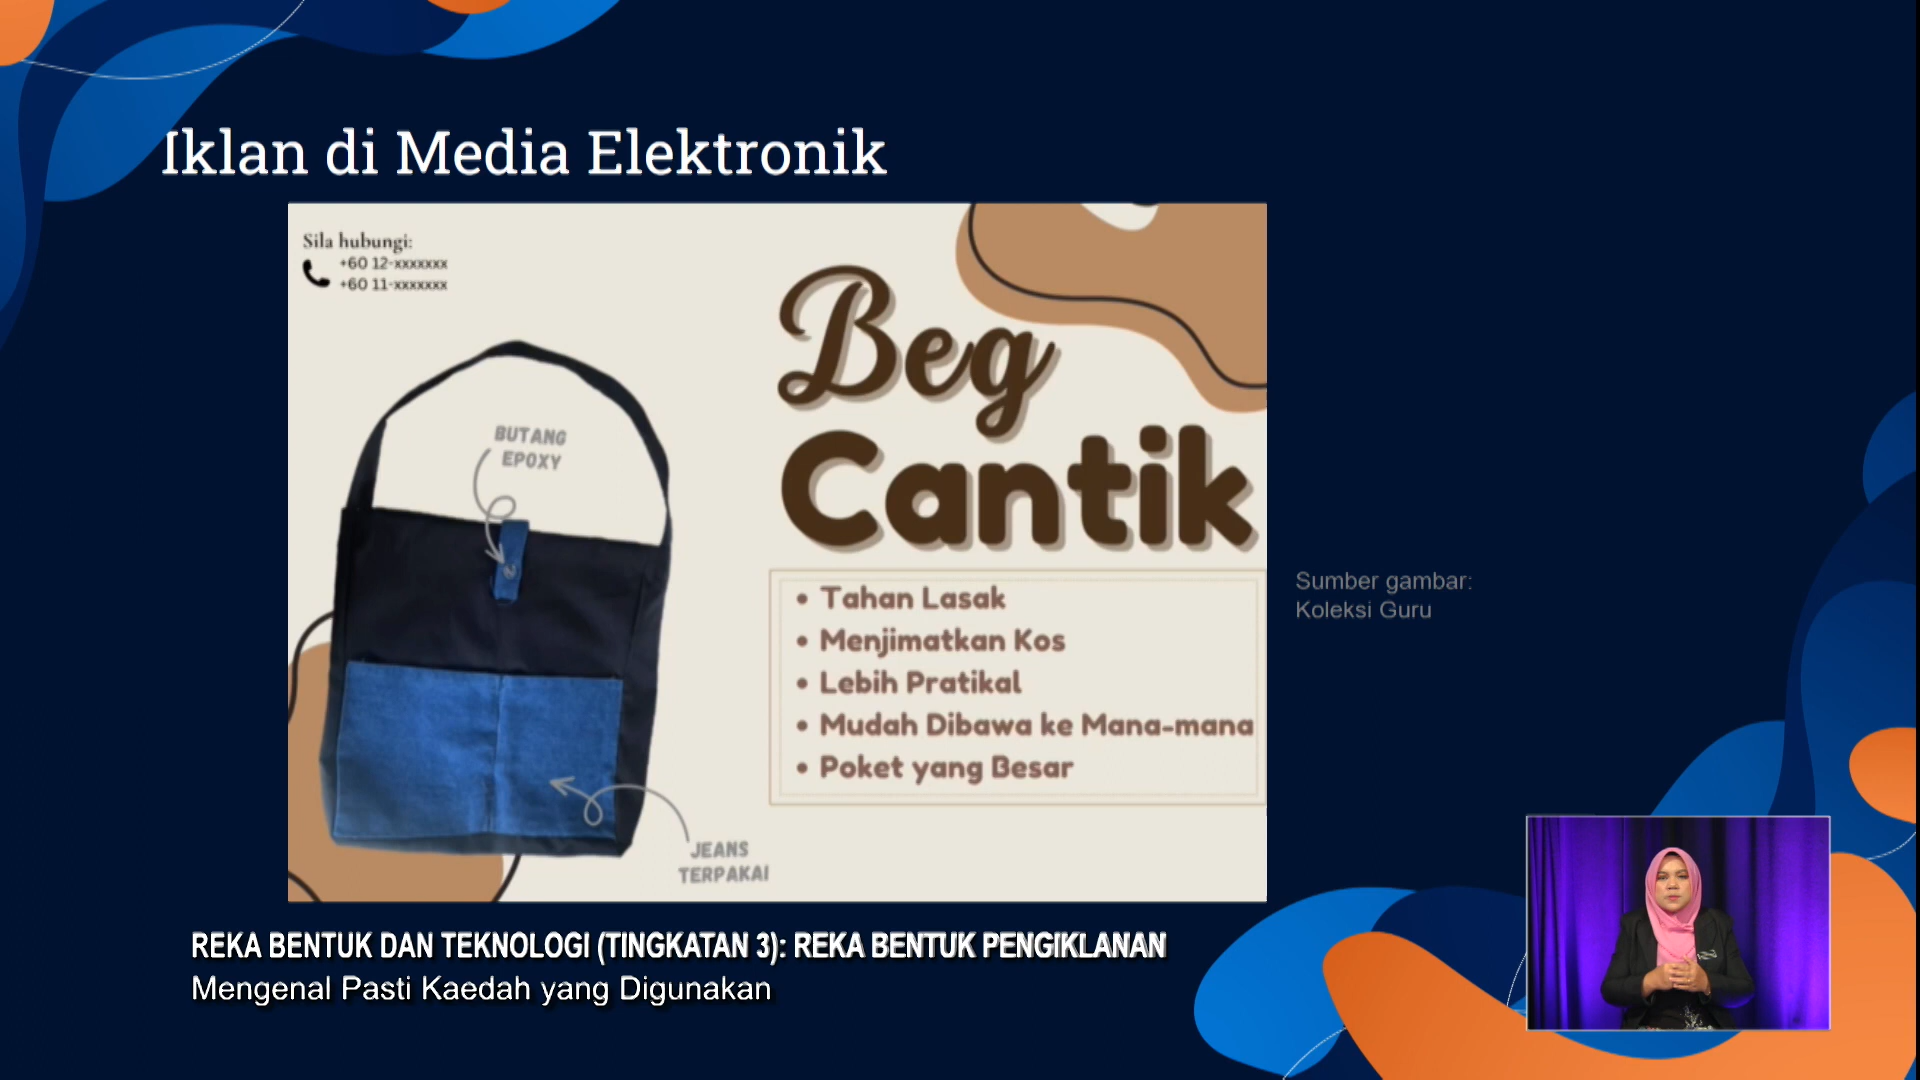 Iklan di Media Elektronik
Sila hubungi:
+60 12-xxxxxxx
+60 11-xxxxxxx
Beg
Cantik
BUTANG
EPOXY
• Tahan Lasak
• Menjimatkan Kos
• Lebih Pratikal
• Mudah Dibawa ke Mana-mana
• Poket yang Besar
JEANS
TERPAKAI
Sumber gambar:
Koleksi Guru
REKA BENTUK DAN TEKNOLOGI (TINGKATAN 3): REKA BENTUK PENGIKLANAN
Mengenal Pasti Kaedah yang Digunakan